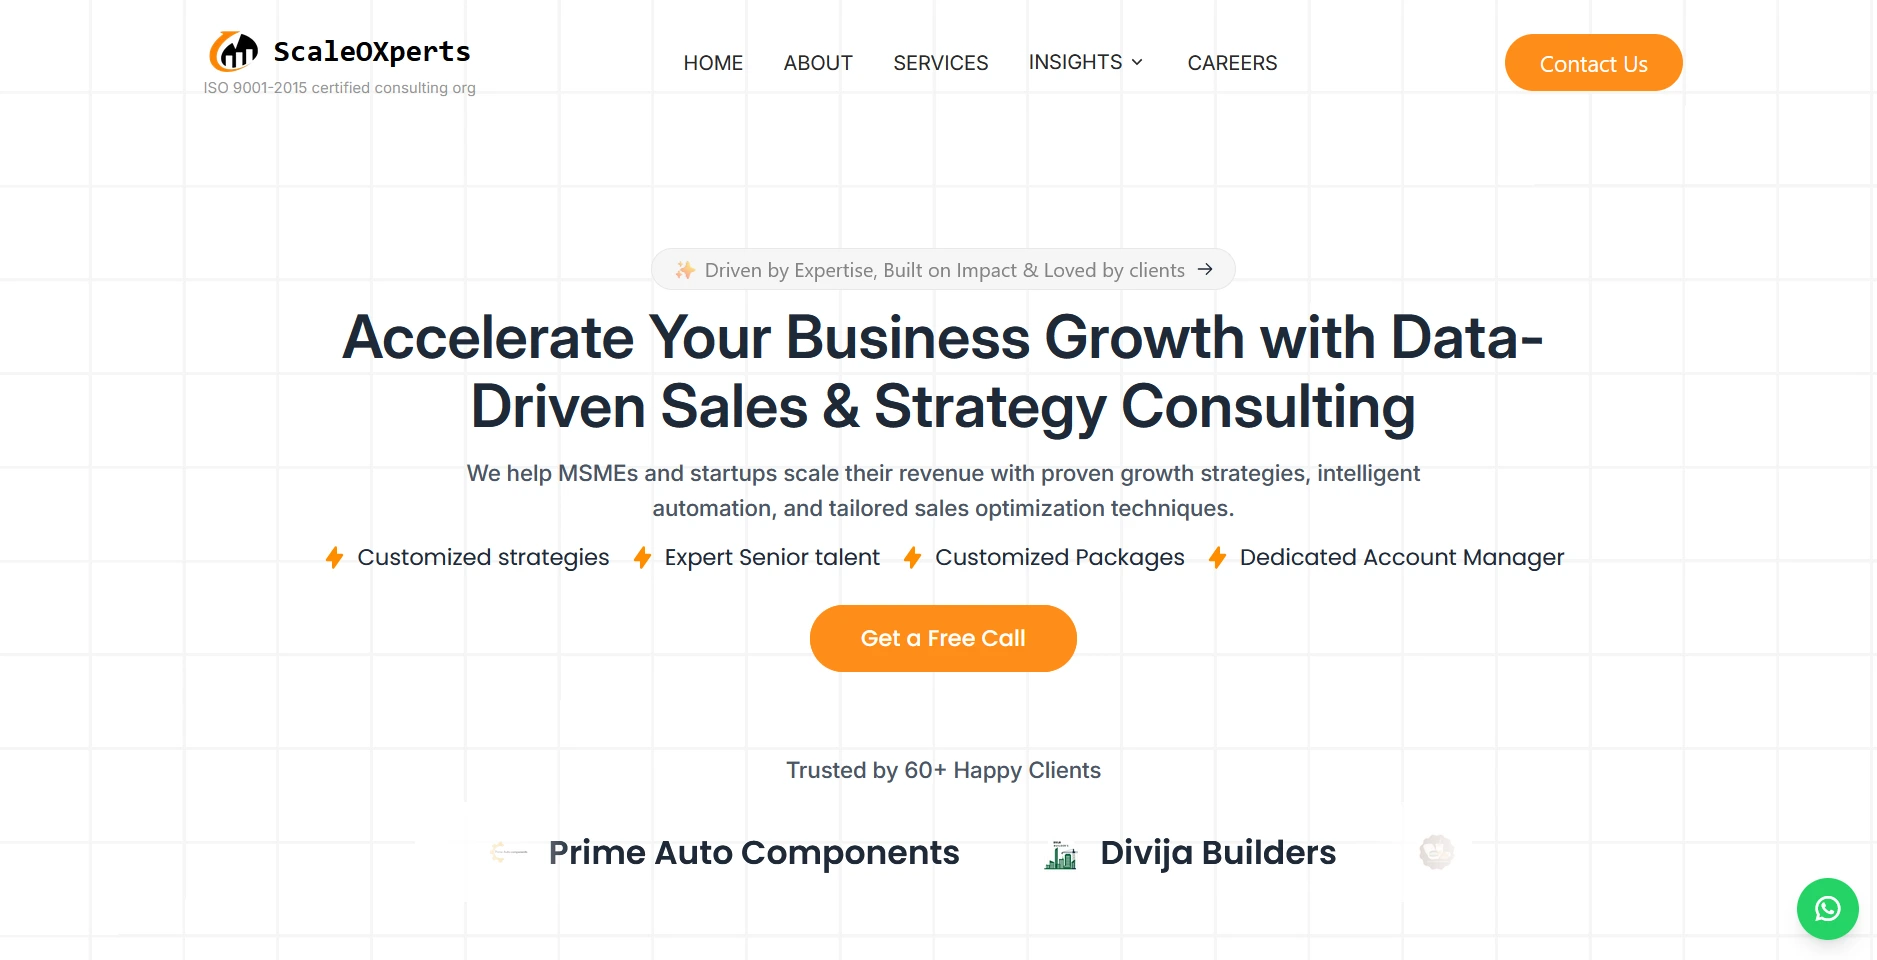 ScaleOXperts
ISO 9001-2015 certified consulting org
HOME ABOUT SERVICES INSIGHTS CAREERS
Contact Us
Driven by Expertise, Built on Impact & Loved by clients
Accelerate Your Business Growth with Data-
Driven Sales & Strategy Consulting
We help MSMEs and startups scale their revenue with proven growth strategies, intelligent
automation, and tailored sales optimization techniques.
Customized strategies Expert Senior talent Customized Packages Dedicated Account Manager
Get a Free Call
Trusted by 60+ Happy Clients
Prime Auto Components Divija Builders